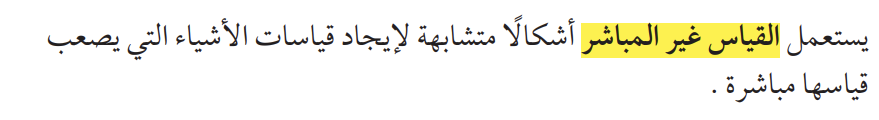 يستعمل القياس غير المباشر أشكالًا متشابهة لإيجاد قياسات الأشياء التي يصعب
قياسها مباشرة .